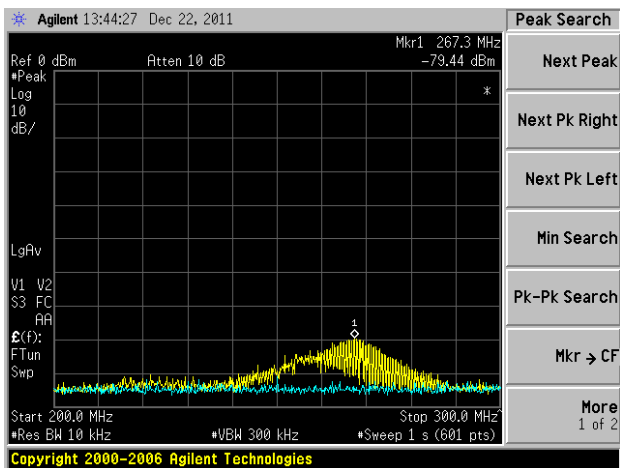 Agilent 13:44:27 Dec 22, 2011
Peak Search
Mkr1 267.3 MHz
Ref 0 dBm Atten 10 dB -79.44 dBm
#Peak
Log
10
dB/
*
LgAv
V1 V2
S3 FC
AA
£(f):
FTun
Swp
1
Start 200.0 MHz Stop 300.0 MHz^
#Res BW 10 kHz #VBW 300 kHz #Sweep 1 s (601 pts)
Copyright 2000-2006 Agilent Technologies
Next Peak
Next Pk Right
Next Pk Left
Min Search
Pk-Pk Search
Mkr → CF
More
1 of 2